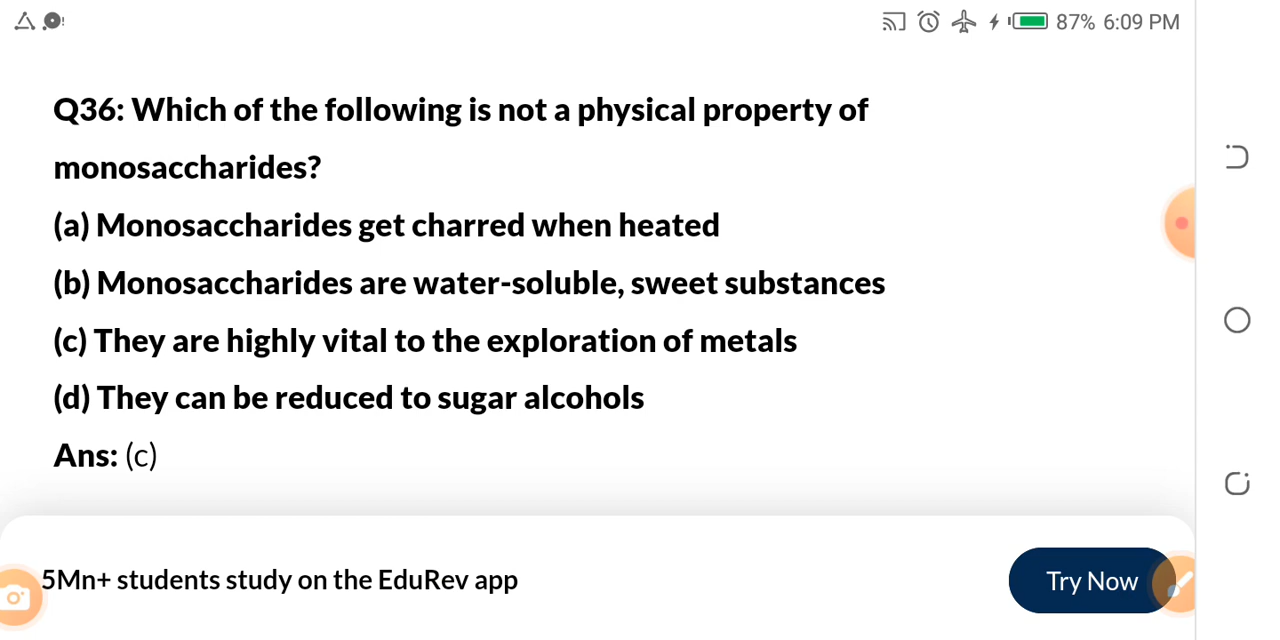 87% 6:09 PM
Q36: Which of the following is not a physical property of
monosaccharides?
(a) Monosaccharides get charred when heated
(b) Monosaccharides are water-soluble, sweet substances
(c) They are highly vital to the exploration of metals
(d) They can be reduced to sugar alcohols
Ans: (c)
5Mn+ students study on the EduRev app
Try Now